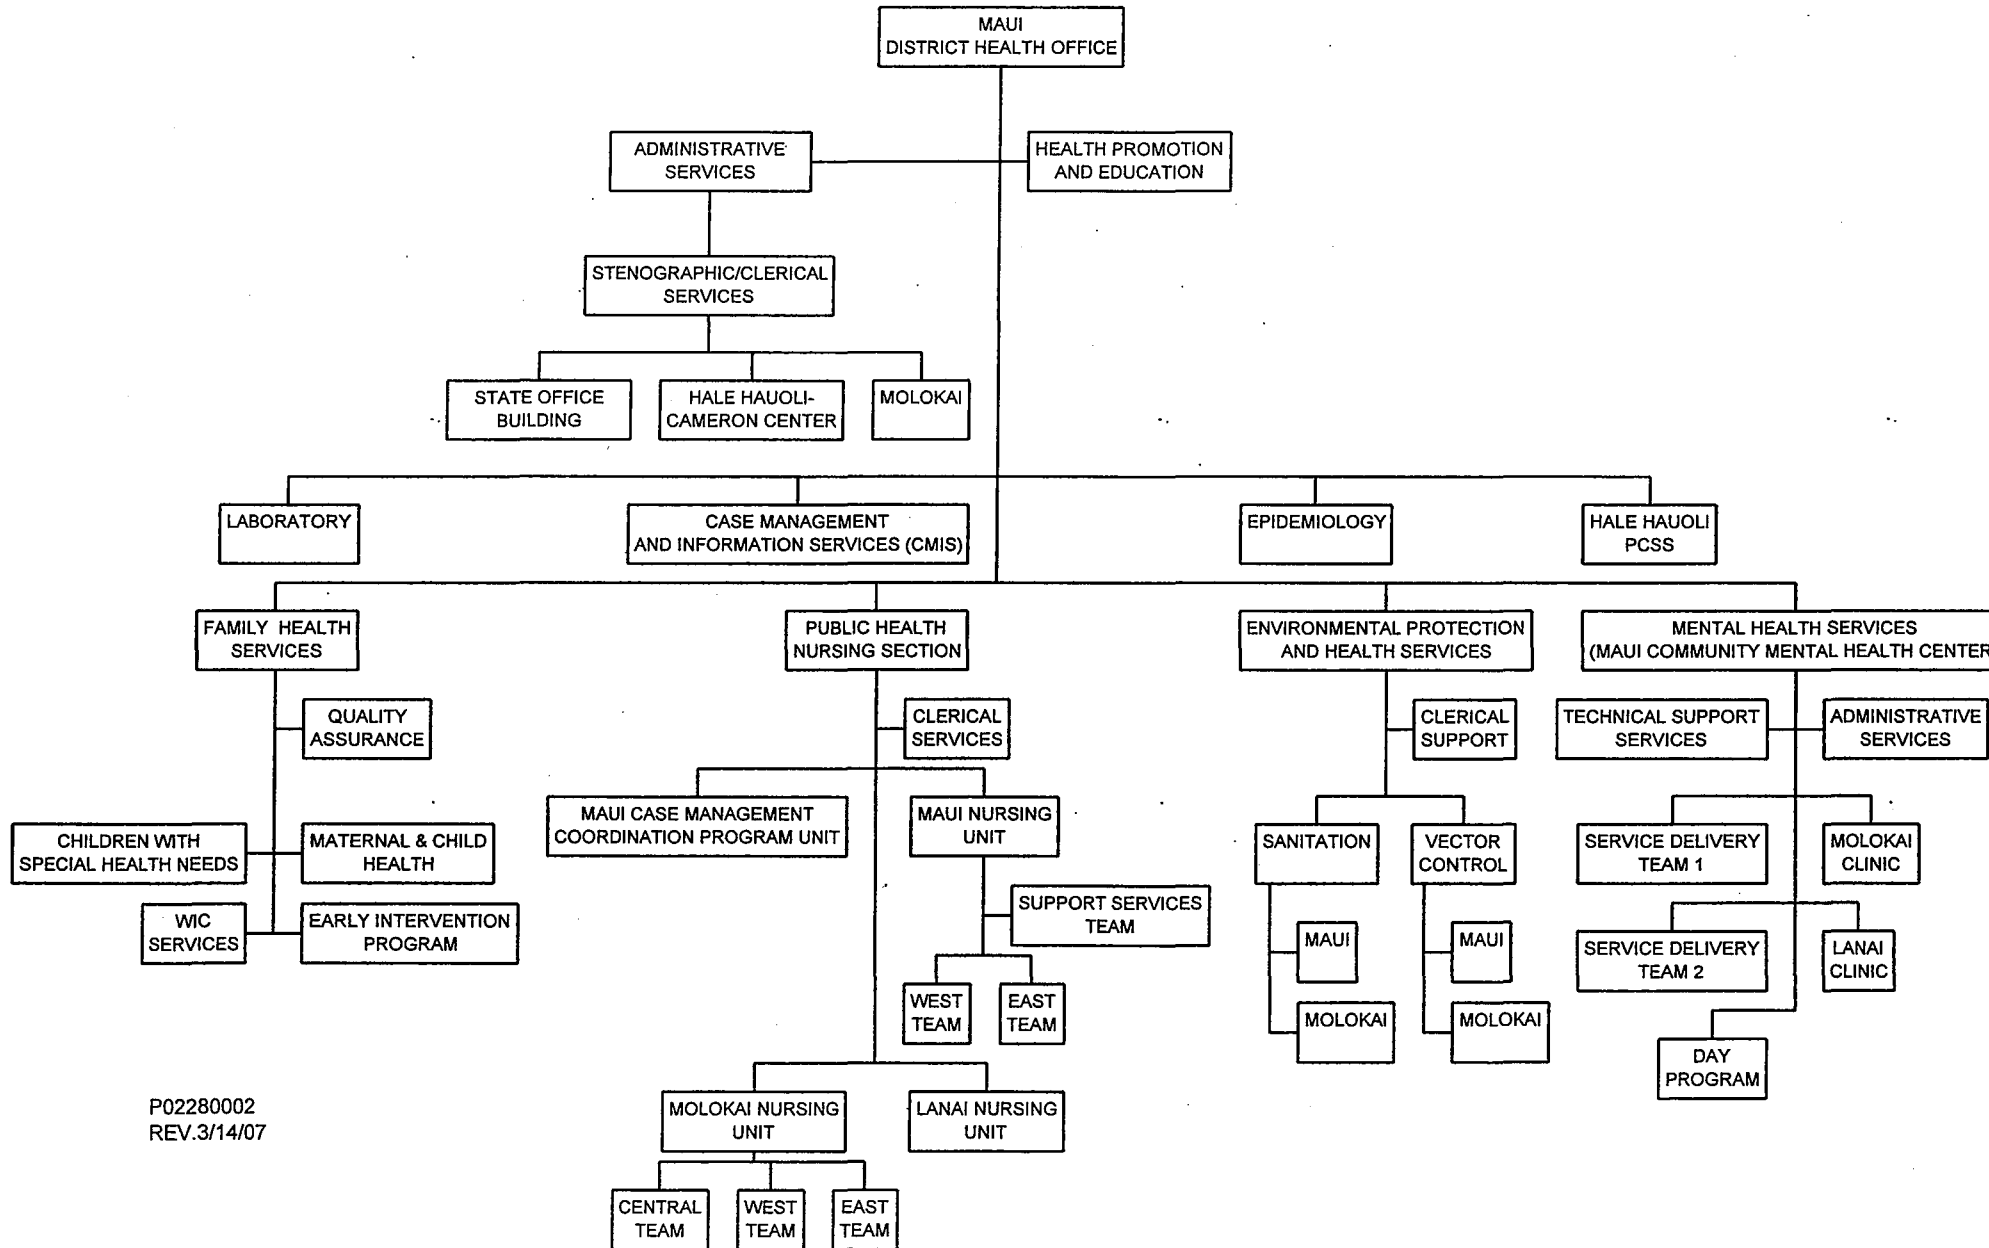 MAUI
DISTRICT HEALTH OFFICE
ADMINISTRATIVE
SERVICES
HEALTH PROMOTION
AND EDUCATION
STENOGRAPHIC/CLERICAL
SERVICES
STATE OFFICE
BUILDING
HALE HAUOLI-
CAMERON CENTER
MOLOKAI
LABORATORY
CASE MANAGEMENT
AND INFORMATION SERVICES (CMIS)
EPIDEMIOLOGY
HALE HAUOLI
PCSS
FAMILY HEALTH
SERVICES
PUBLIC HEALTH
NURSING SECTION
ENVIRONMENTAL PROTECTION
AND HEALTH SERVICES
MENTAL HEALTH SERVICES
(MAUI COMMUNITY MENTAL HEALTH CENTER
QUALITY
ASSURANCE
CLERICAL
SERVICES
CLERICAL
SUPPORT
TECHNICAL SUPPORT
SERVICES
ADMINISTRATIVE
SERVICES
CHILDREN WITH
SPECIAL HEALTH NEEDS
MATERNAL & CHILD
HEALTH
MAUI CASE MANAGEMENT
COORDINATION PROGRAM UNIT
MAUI NURSING
UNIT
SANITATION
VECTOR
CONTROL
SERVICE DELIVERY
TEAM 1
MOLOKAI
CLINIC
WIC
SERVICES
EARLY INTERVENTION
PROGRAM
SUPPORT SERVICES
TEAM
MAUI
MAUI
SERVICE DELIVERY
TEAM 2
LANAI
CLINIC
WEST
TEAM
EAST
TEAM
MOLOKAI
MOLOKAI
DAY
PROGRAM
P02280002
REV.3/14/07
MOLOKAI NURSING
UNIT
LANAI NURSING
UNIT
CENTRAL
TEAM
WEST
TEAM
EAST
TEAM